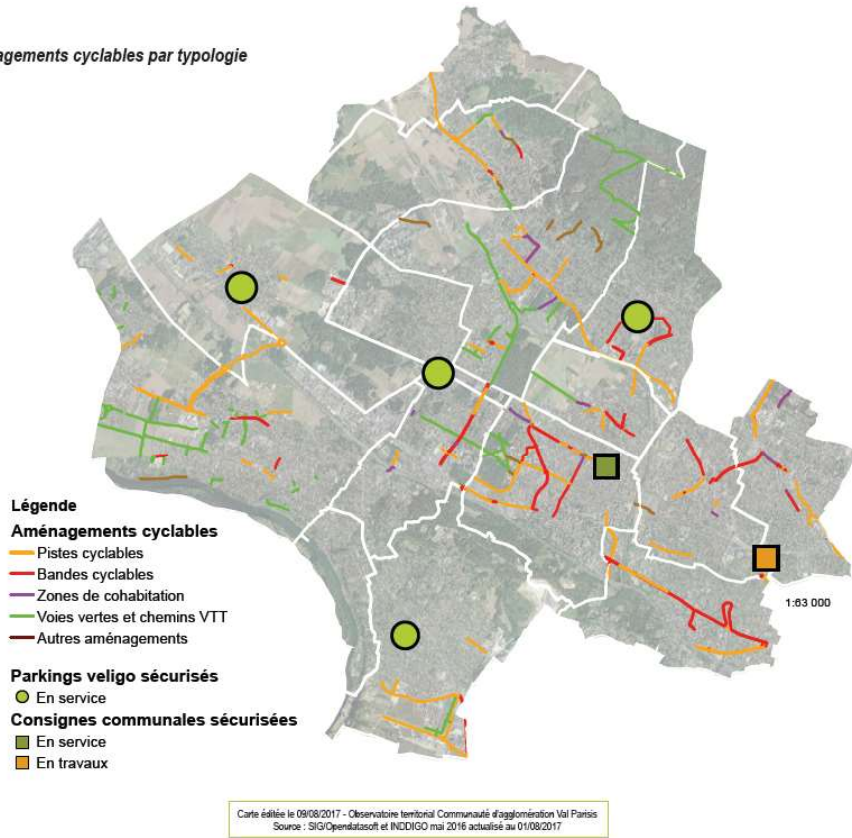 agements cyclables par typologie
Légende
Aménagements cyclables
Pistes cyclables
Bandes cyclables
Zones de cohabitation
Voies vertes et chemins VTT
Autres aménagements
1:63 000
Parkings veligo sécurisés
En service
Consignes communales sécurisées
En service
En travaux
Carte éditée le 09/08/2017 - Observatoire territorial Communauté d'agglomération Val Parisis
Source : SIG/Opendatasoft et INDDIGO mai 2016 actualisé au 01/08/2017